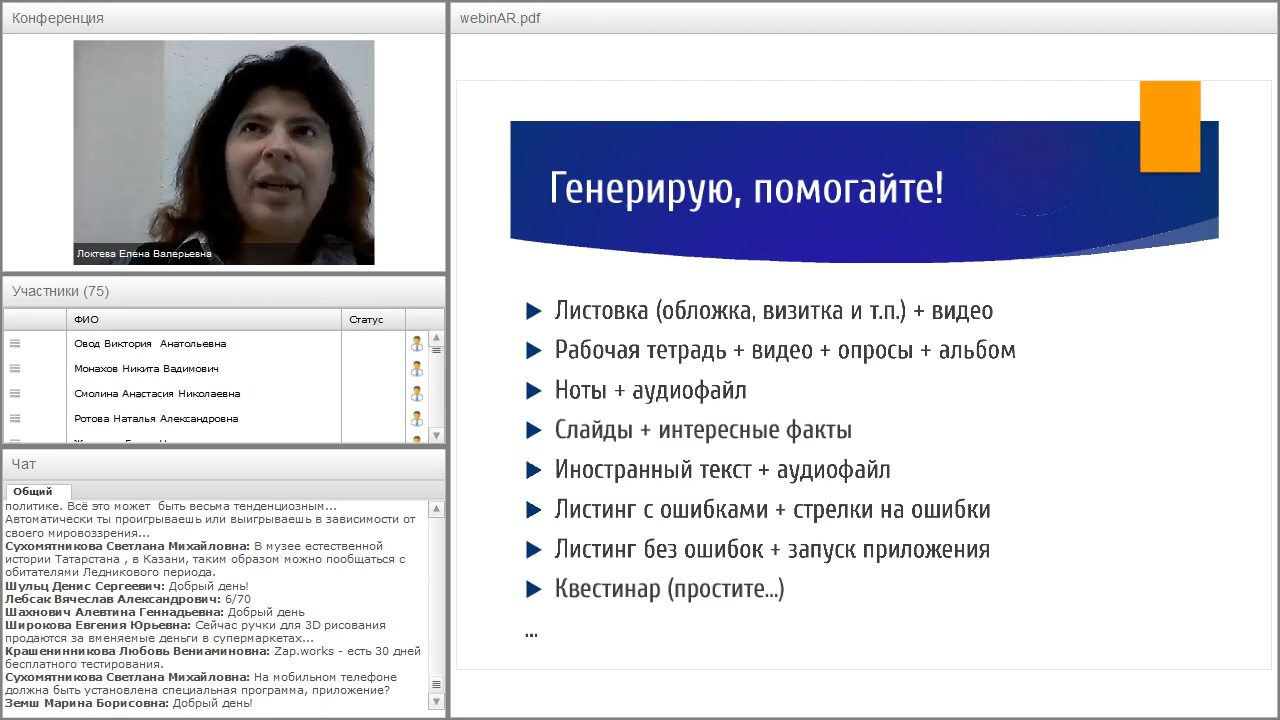 Конференция
Локтева Елена Валерьевна
Участники (75)
ФИО
Статус
Овод Виктория Анатольевна
Монахов Никита Вадимович
Смолина Анастасия Николаевна
Ротова Наталья Александровна
Чат
Общий
политике. Всё это может быть весьма тенденциозным...
Автоматически ты проигрываешь или выигрываешь в зависимости от
своего мировоззрения...
Сухомятникова Светлана Михайловна: В музее естественной
истории Татарстана , в Казани, таким образом можно пообщаться с
обитателями Ледникового периода.
Шульц Денис Сергеевич: Добрый день!
Лебсак Вячеслав Александрович: 6/70
Шахнович Алевтина Геннадьевна: Добрый день
Широкова Евгения Юрьевна: Сейчас ручки для 3D рисования
продаются за вменяемые деньги в супермаркетах...
Крашенинникова Любовь Вениаминовна: Zap.works - есть 30 дней
бесплатного тестирования.
Сухомятникова Светлана Михайловна: На мобильном телефоне
должна быть установлена специальная программа, приложение?
Земш Марина Борисовна: Добрый день!
webinAR.pdf
Генерирую, помогайте!
Листовка (обложка, визитка и т.п.) + видео
Рабочая тетрадь + видео + опросы + альбом
Ноты + аудиофайл
Слайды + интересные факты
Иностранный текст + аудиофайл
Листинг с ошибками + стрелки на ошибки
Листинг без ошибок + запуск приложения
Квестинар (простите...)
...